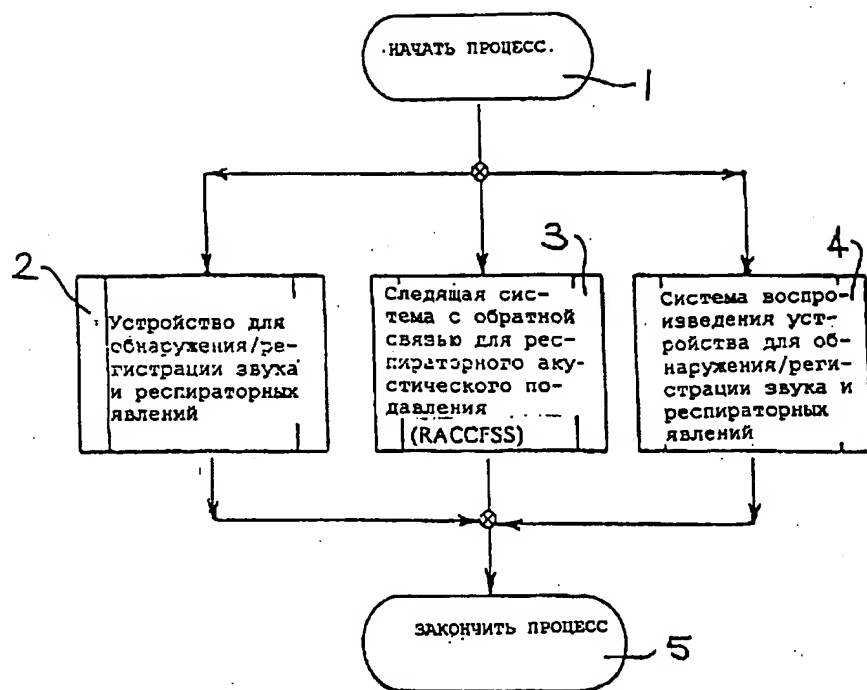 НАЧАТЬ ПРОЦЕСС.
1
2
Устройство для
обнаружения/ре-
гистрации звука
и респираторных
явлений
3
Следящая сис-
тема с обратной
связью для рес-
пираторного аку-
стического по-
давления
(RACCFSS)
4
Система воспро-
изведения уст-
ройства для об-
наружения/реги-
страции звука и
респираторных
явлений
ЗАКОНЧИТЬ ПРОЦЕСС
5